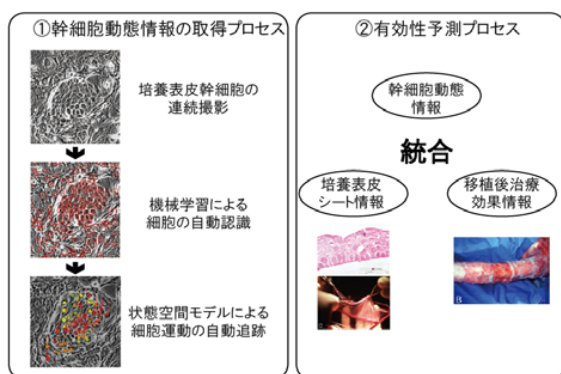 ①幹細胞動態情報の取得プロセス
培養表皮幹細胞の
連続撮影
機械学習による
細胞の自動認識
状態空間モデルによる
細胞運動の自動追跡
②有効性予測プロセス
幹細胞動態
情報
統合
培養表皮
シート情報
移植後治療
効果情報
B